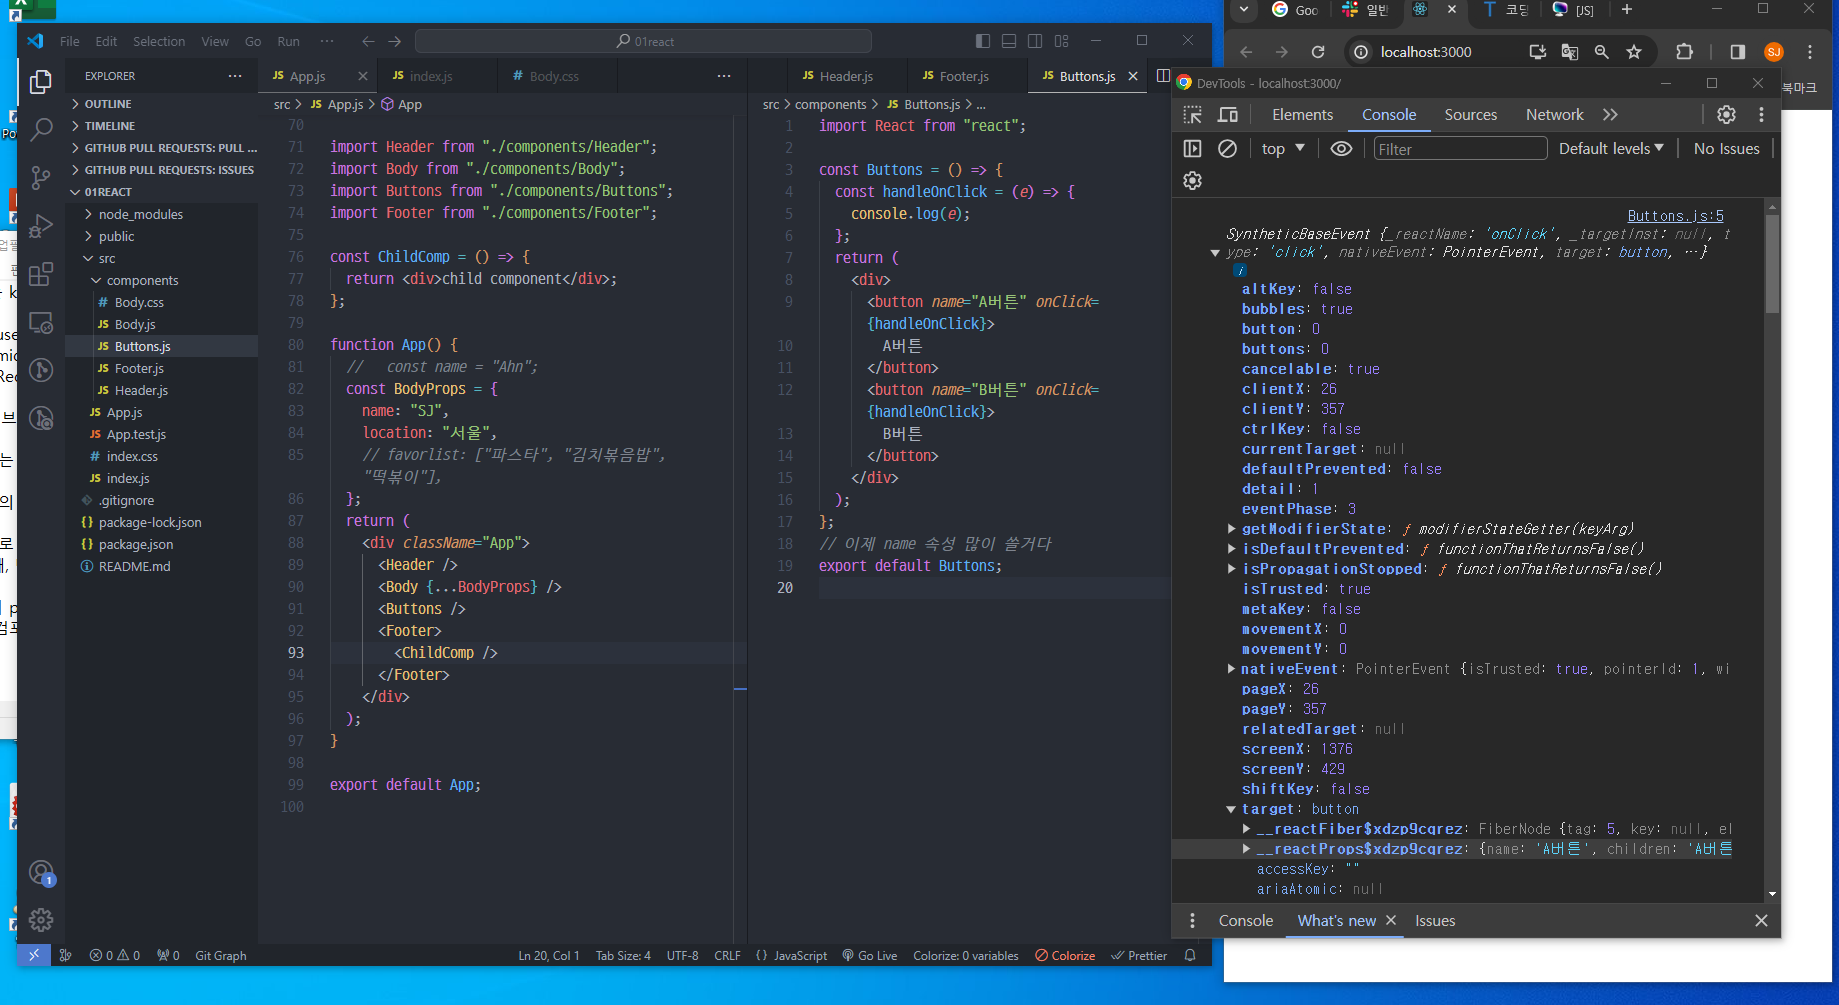 File Edit Selection View Go Run ··· 01react
EXPLORER ···
OUTLINE
TIMELINE
GITHUB PULL REQUESTS: PULL ...
GITHUB PULL REQUESTS: ISSUES
01REACT
node_modules
public
src
components
# Body.css
JS Body.js
JS Buttons.js
JS Footer.js
JS Header.js
JS App.js
JS App.test.js
# index.css
JS index.js
.gitignore
{} package-lock.json
{} package.json
README.md
JS App.js
JS index.js
# Body.css
···
src > JS App.js > App
70
71 import Header from "./components/Header";
72 import Body from "./components/Body";
73 import Buttons from "./components/Buttons";
74 import Footer from "./components/Footer";
75
76 const ChildComp = () => {
77 return <div>child component</div>;
78 };
79
80 function App() {
81 // const name = "Ahn";
82 const BodyProps = {
83 name: "SJ",
84 location: "서울",
85 // favorlist: ["파스타", "김치볶음밥",
"떡볶이"],
86 };
87 return (
88 <div className="App">
89 <Header />
90 <Body {...BodyProps} />
91 <Buttons />
92 <Footer>
93 <ChildComp />
94 </Footer>
95 </div>
96 );
97 }
98
99 export default App;
100
JS Header.js
JS Footer.js
JS Buttons.js
src > components > JS Buttons.js > ...
1 import React from "react";
2
3 const Buttons = () => {
4 const handleOnClick = (e) => {
5 console.log(e);
6 };
7 return (
8 <div>
9 <button name="A버튼" onClick=
{handleOnClick}>
10 A버튼
11 </button>
12 <button name="B버튼" onClick=
{handleOnClick}>
13 B버튼
14 </button>
15 </div>
16 );
17 };
18 // 이제 name 속성 많이 쓸거다
19 export default Buttons;
20
1
0 0 0 Git Graph Ln 20, Col 1 Tab Size: 4 UTF-8 CRLF {} JavaScript Go Live Colorize: 0 variables Colorize Prettier
Goo 일반 코딩 [JS]
localhost:3000 SJ
북마크
DevTools - localhost:3000/
Elements Console Sources Network
top Filter Default levels No Issues
Buttons.js:5
SyntheticBaseEvent {_reactName: 'onClick', _targetInst: null, t
ype: 'click', nativeEvent: PointerEvent, target: button, …}
i
altKey: false
bubbles: true
button: 0
buttons: 0
cancelable: true
clientX: 26
clientY: 357
ctrlKey: false
currentTarget: null
defaultPrevented: false
detail: 1
eventPhase: 3
getModifierState: ƒ modifierStateGetter(keyArg)
isDefaultPrevented: ƒ functionThatReturnsFalse()
isPropagationStopped: ƒ functionThatReturnsFalse()
isTrusted: true
metaKey: false
movementX: 0
movementY: 0
nativeEvent: PointerEvent {isTrusted: true, pointerId: 1, wi
pageX: 26
pageY: 357
relatedTarget: null
screenX: 1376
screenY: 429
shiftKey: false
target: button
__reactFiber$xdzp9cqrez: FiberNode {tag: 5, key: null, el
__reactProps$xdzp9cqrez: {name: 'A버튼', children: 'A버튼
accessKey: ""
ariaAtomic: null
Console What's new Issues